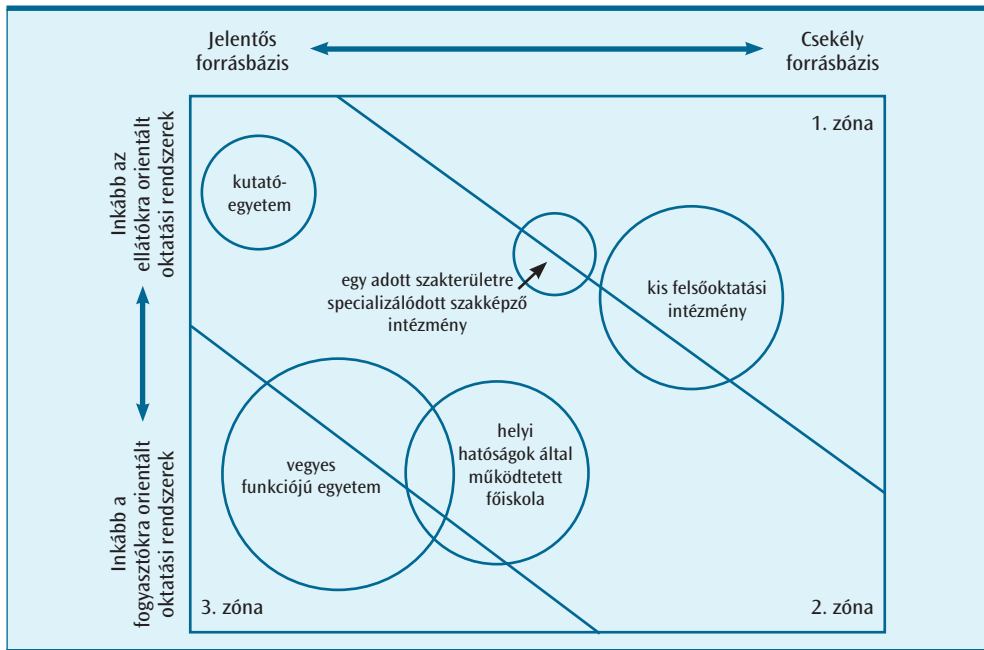 Jelentős
forrásbázis
Csekély
forrásbázis
Inkább az
ellátókra orientált
oktatási rendszerek
Inkább a
fogyasztókra orientált
oktatási rendszerek
1. zóna
kutató-
egyetem
egy adott szakterületre
specializálódott szakképző
intézmény
kis felsőoktatási
intézmény
vegyes
funkciójú egyetem
helyi
hatóságok által
működtetett
főiskola
3. zóna
2. zóna